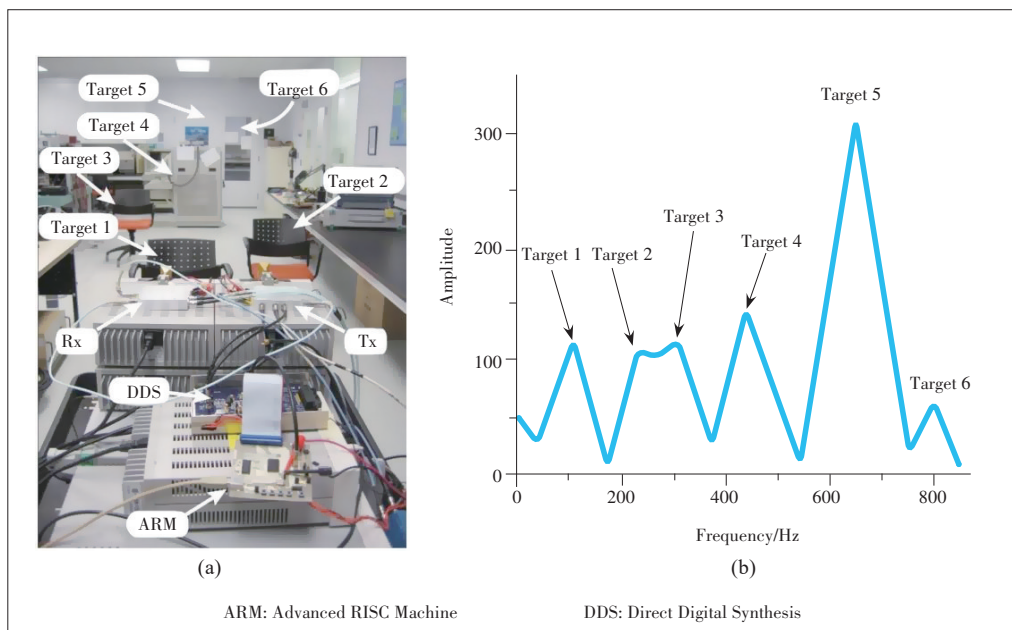 Target 5
Target 6
Target 4
Target 3
Target 2
Target 1
Rx
Tx
DDS
ARM
(a)
Amplitude
300
200
100
0
Target 1
Target 2
Target 3
Target 4
Target 5
Target 6
0 200 400 600 800
Frequency/Hz
(b)
ARM: Advanced RISC Machine DDS: Direct Digital Synthesis